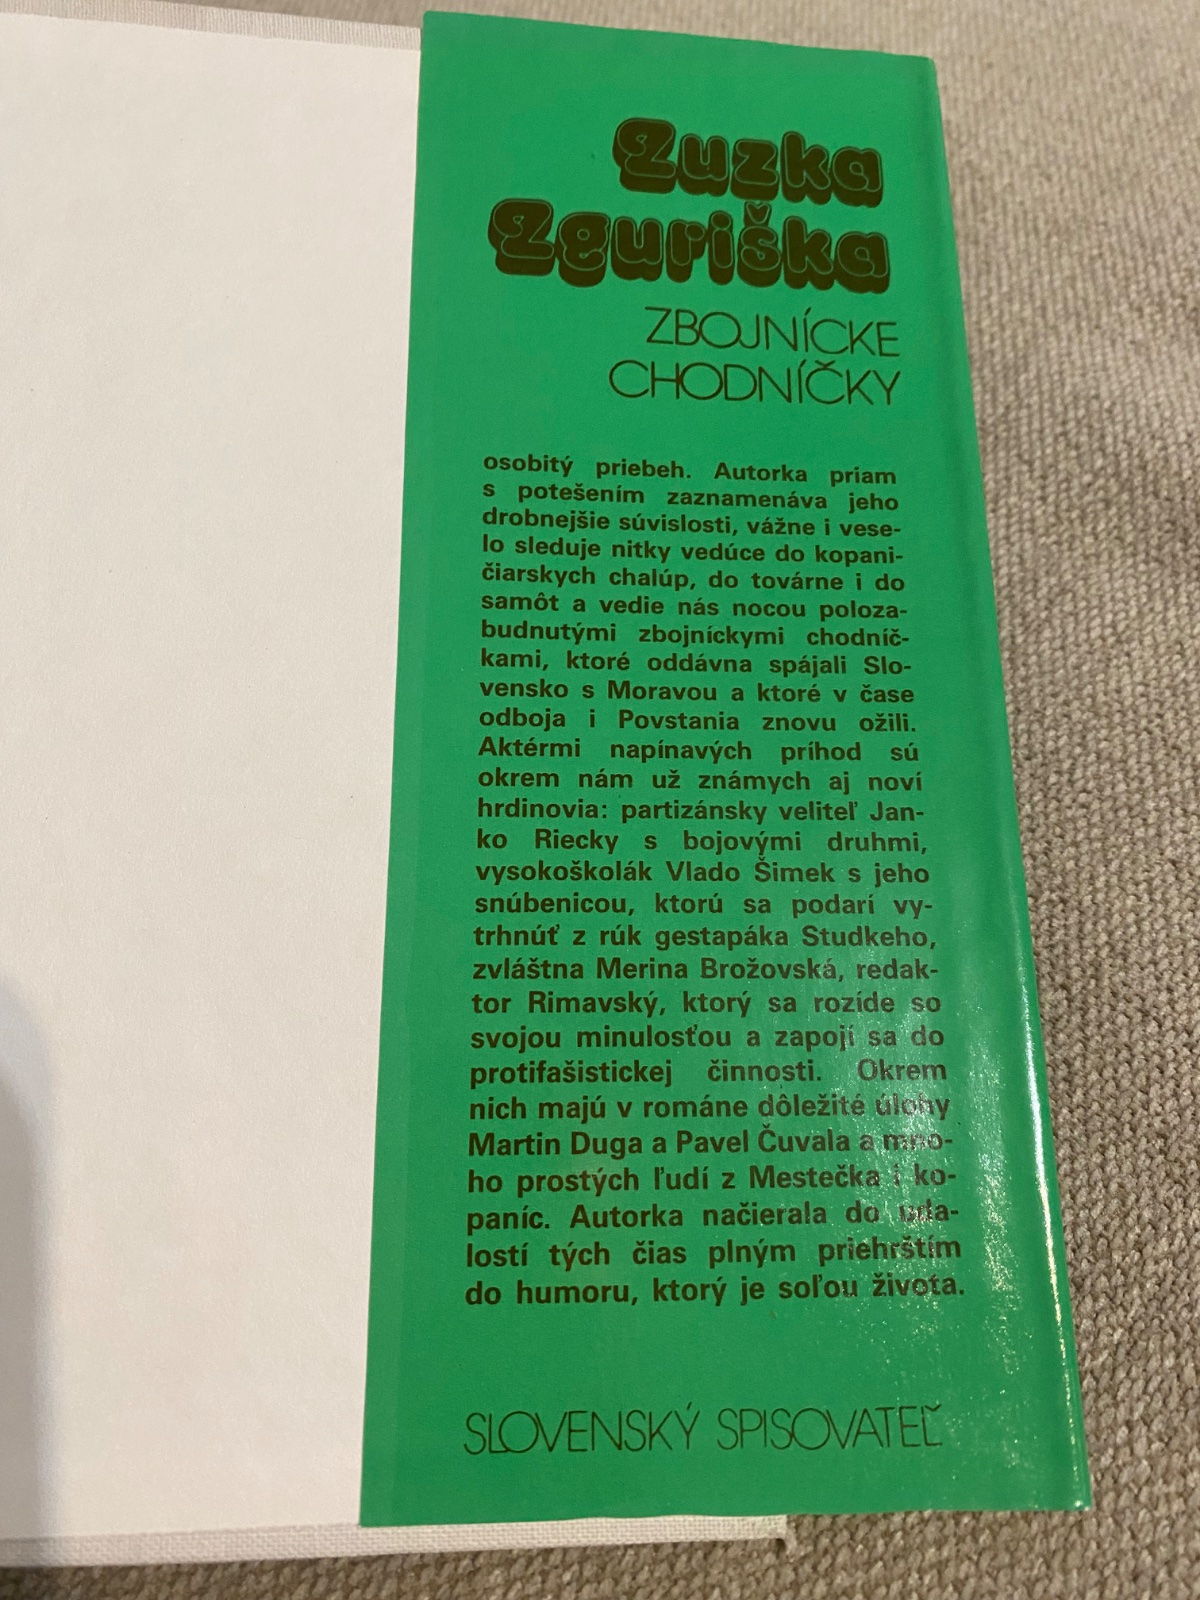 Zuzka
Zguriška
ZBOJNÍCKE
CHODNÍČKY
osobitý priebeh. Autorka priam
s potešením zaznamenáva jeho
drobnejšie súvislosti, vážne i vese-
lo sleduje nitky vedúce do kopani-
čiarskych chalúp, do továrne i do
samôt a vedie nás nocou poloza-
budnutými zbojníckymi chodníč-
kami, ktoré oddávna spájali Slo-
vensko s Moravou a ktoré v čase
odboja i Povstania znovu ožili.
Aktérmi napínavých príhod sú
okrem nám už známych aj noví
hrdinovia: partizánsky veliteľ Jan-
ko Riecky s bojovými druhmi,
vysokoškolák Vlado Šimek s jeho
snúbenicou, ktorú sa podarí vy-
trhnúť z rúk gestapáka Studkeho,
zvláštna Merina Brožovská, redak-
tor Rimavský, ktorý sa rozíde so
svojou minulosťou a zapojí sa do
protifašistickej činnosti. Okrem
nich majú v románe dôležité úlohy
Martin Duga a Pavel Čuvala a mno-
ho prostých ľudí z Mestečka i ko-
paníc. Autorka načierala do uda-
lostí tých čias plným priehrštím
do humoru, ktorý je soľou života.
SLOVENSKÝ SPISOVATEĽ